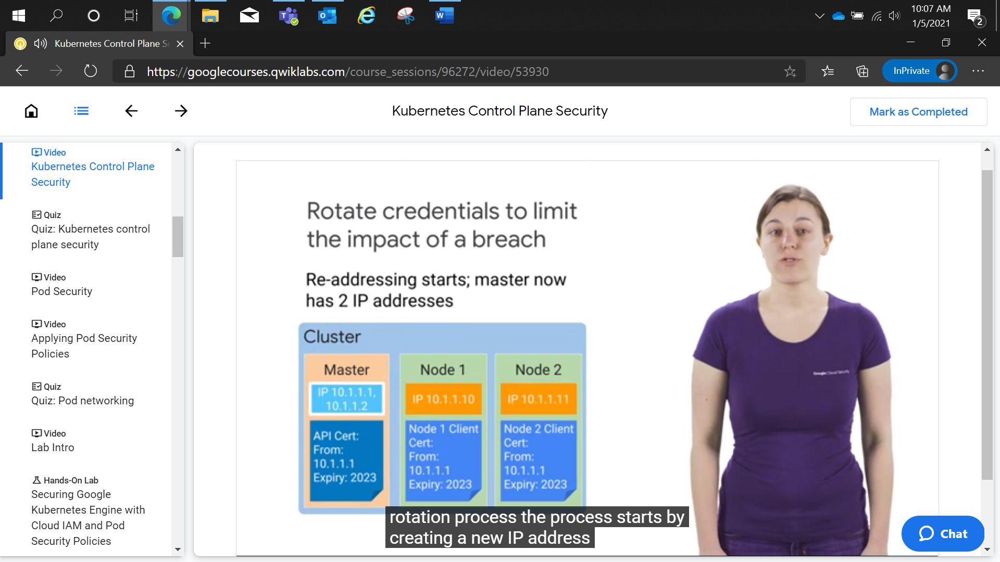 10:07 AM
1/5/2021
2
Kubernetes Control Plane Se
https://googlecourses.qwiklabs.com/course_sessions/96272/video/53930
InPrivate
Kubernetes Control Plane Security
Mark as Completed
Video
Kubernetes Control Plane
Security
Quiz
Quiz: Kubernetes control
plane security
Video
Pod Security
Video
Applying Pod Security
Policies
Quiz
Quiz: Pod networking
Video
Lab Intro
Hands-On Lab
Securing Google
Kubernetes Engine with
Cloud IAM and Pod
Security Policies
Rotate credentials to limit
the impact of a breach
Re-addressing starts; master now
has 2 IP addresses
Cluster
Master
IP 10.1.1.1,
10.1.1.2
API Cert:
From:
10.1.1.1
Expiry: 2023
Node 1
IP 10.1.1.10
Node 1 Client
Cert:
From:
10.1.1.1
Expiry: 2023
Node 2
IP 10.1.1.11
Node 2 Client
Cert:
From:
10.1.1.1
Expiry: 2023
Google Cloud Security
rotation process the process starts by
creating a new IP address
Chat